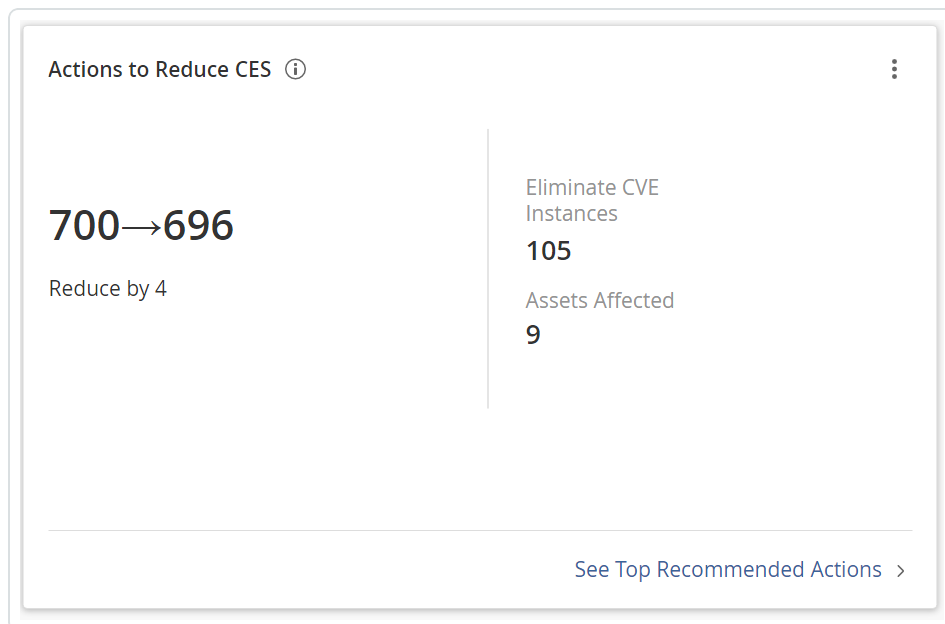 Actions to Reduce CES
700→696
Reduce by 4
Eliminate CVE
Instances
105
Assets Affected
9
See Top Recommended Actions